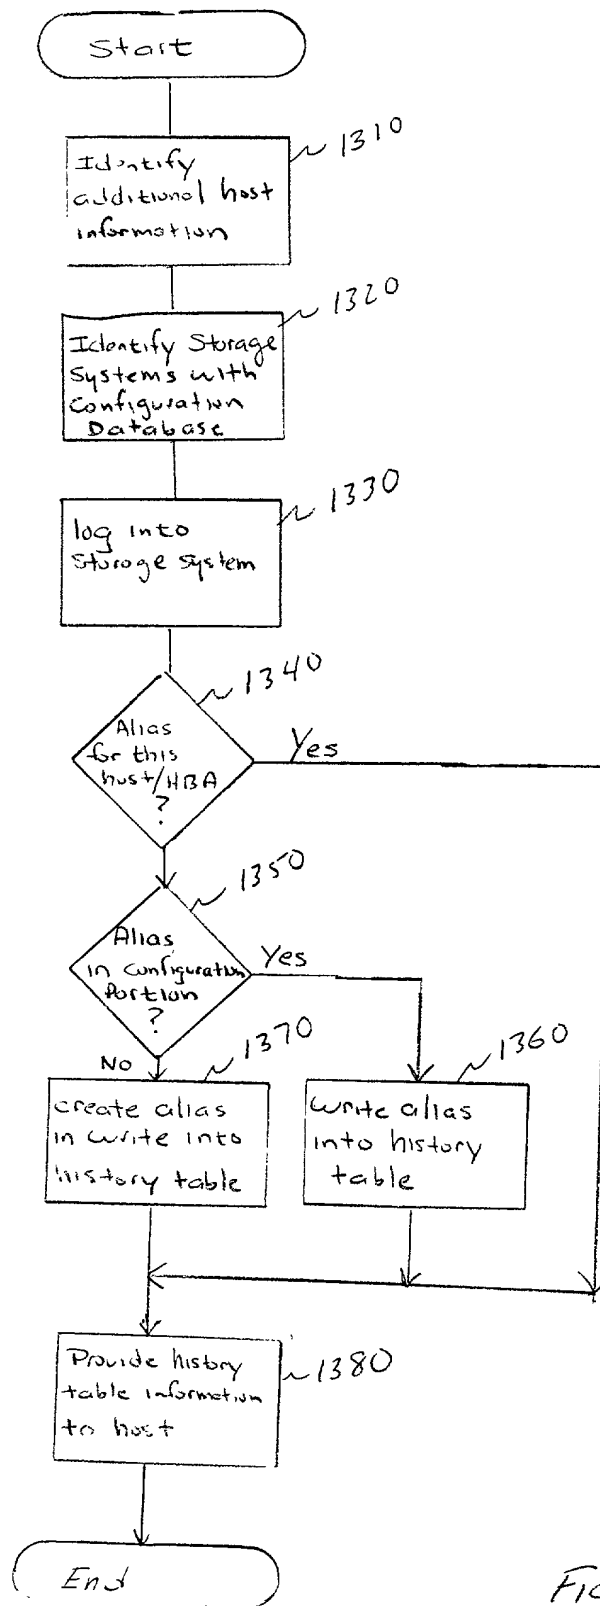 Start
1310
Identify
additional host
information
1320
Identify Storage
Systems with
Configuration
Database
1330
log into
Storage system
1340
Alias
for this
host/HBA
?
Yes
1350
Alias
in configuration
Portion
?
Yes
No
1370
create alias
in write into
history table
1360
write alias
into history
table
1380
Provide history
table information
to host
End
FIG